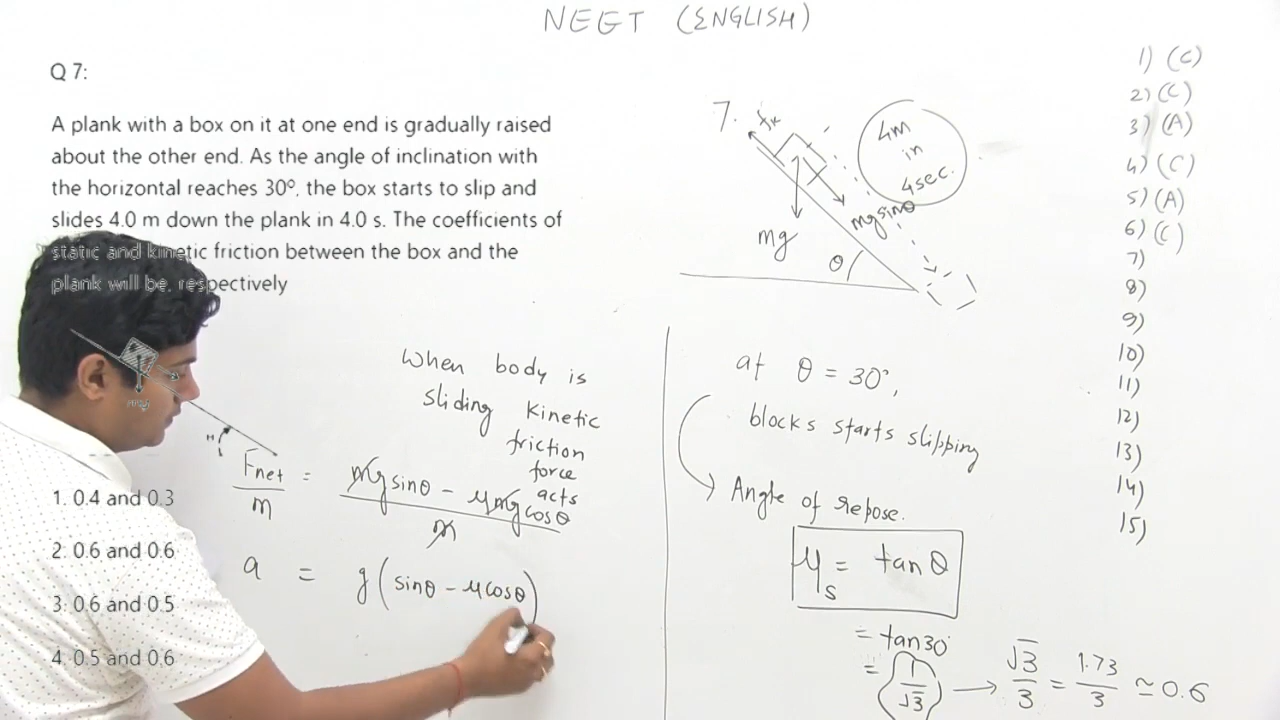 NEET (ENGLISH)
Q 7:
A plank with a box on it at one end is gradually raised
about the other end. As the angle of inclination with
the horizontal reaches 30⁰, the box starts to slip and
slides 4.0 m down the plank in 4.0 s. The coefficients of
static and kinetic friction between the box and the
plank will be, respectively
mg
1. 0.4 and 0.3
2. 0.6 and 0.6
3. 0.6 and 0.5
4. 0.5 and 0.6
When body is
sliding kinetic
friction
force
acts
Fnet/m = (mg sinθ - μmg cosθ)/m
a = g(sinθ - μcosθ)
7.
fk
4m
in
4sec.
mg sinθ
mg
θ
at θ = 30°,
blocks starts slipping
Angle of repose.
μs = tanθ
= tan30°
= 1/√3 → √3/3 = 1.73/3 ≃ 0.6
1) (C)
2) (C)
3) (A)
4) (C)
5) (A)
6) (C)
7)
8)
9)
10)
11)
12)
13)
14)
15)